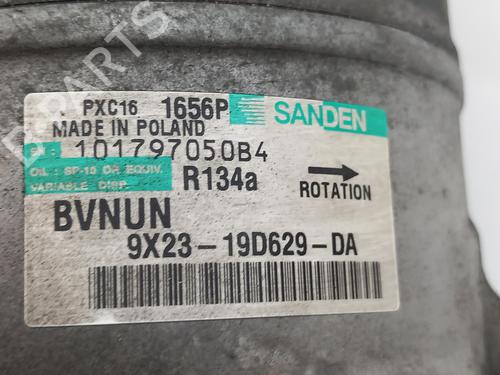 PXC16 1656P SANDEN
MADE IN POLAND
101797050B4
OIL : SP-10 OR EQUIV.
VARIABLE DISP.
R134a
ROTATION
BVNUN
9X23-19D629-DA
PARTS